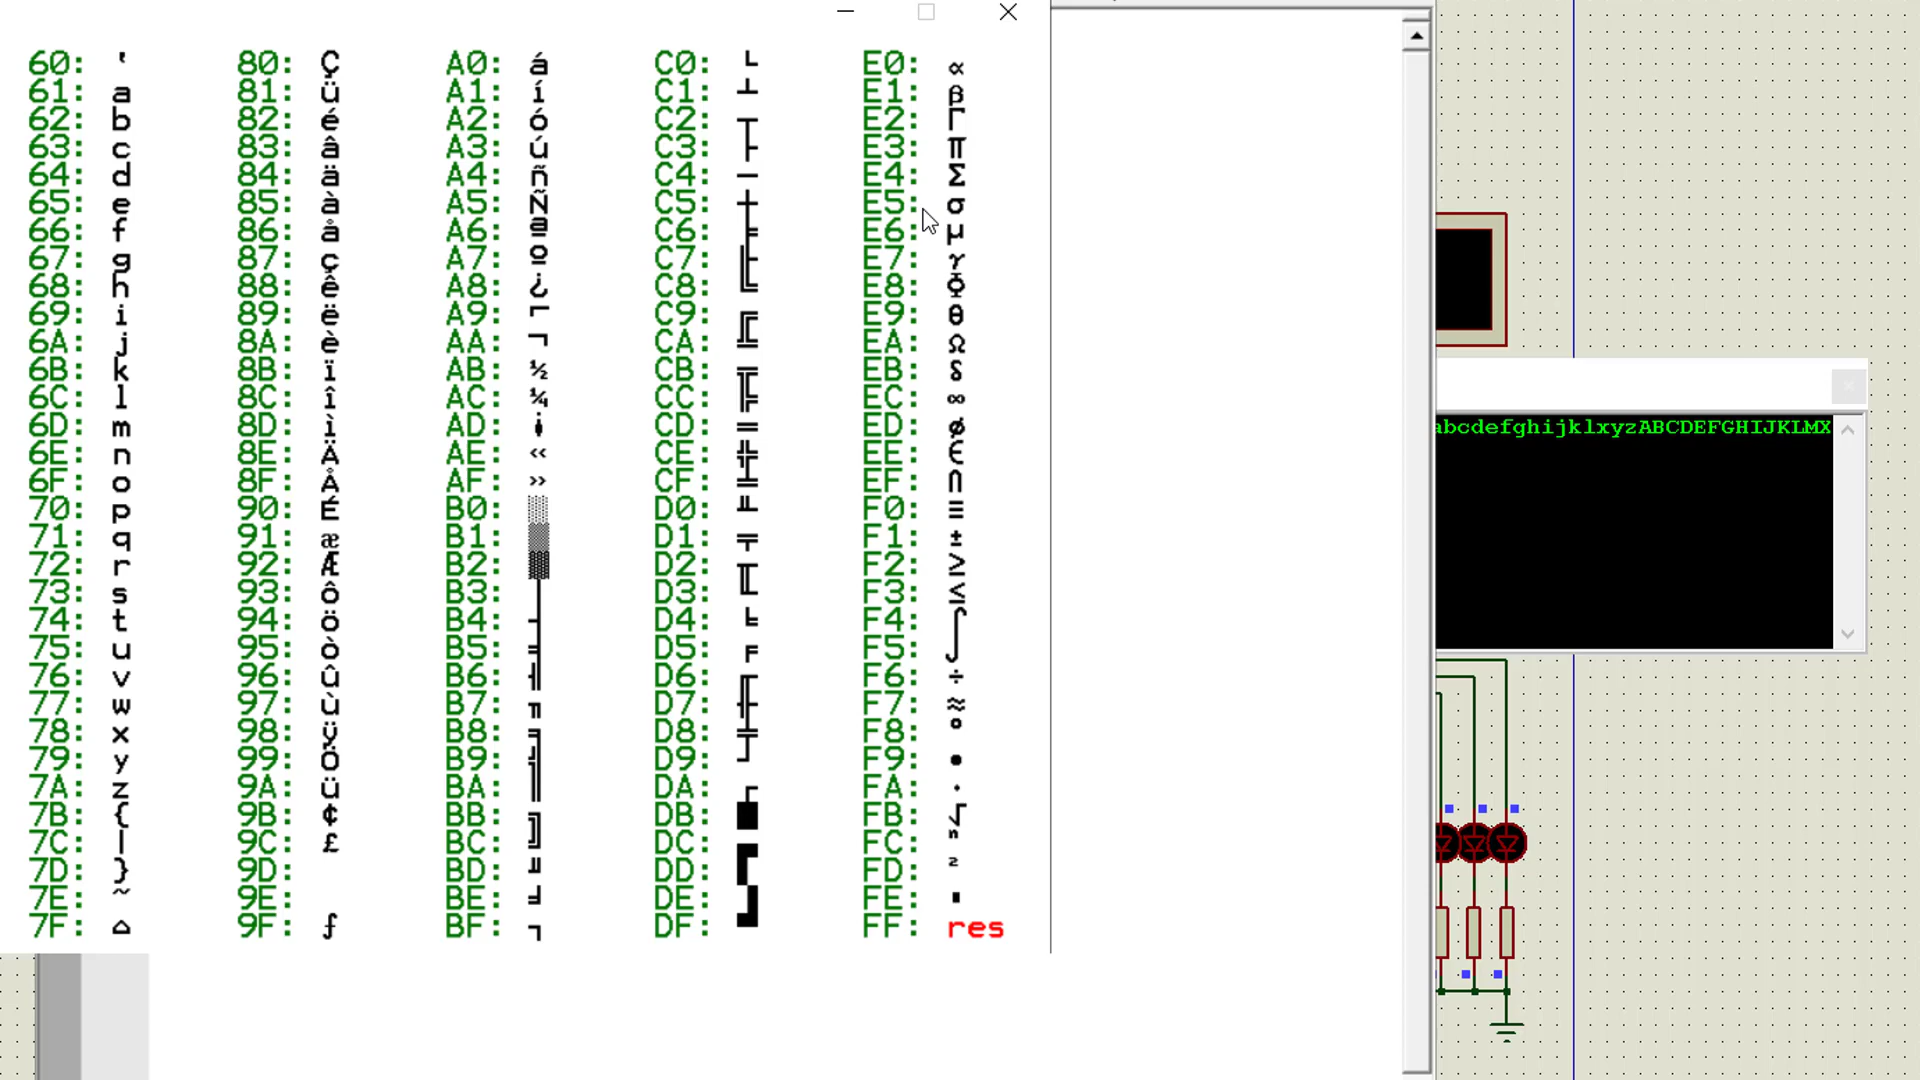 60: '	80: Ç	A0: á	C0: └	E0: α
61: a	81: ü	A1: í	C1: ┴	E1: β
62: b	82: é	A2: ó	C2: ┬	E2: Γ
63: c	83: â	A3: ú	C3: ├	E3: π
64: d	84: ä	A4: ñ	C4: ─	E4: Σ
65: e	85: à	A5: Ñ	C5: ┼	E5: σ
66: f	86: å	A6: ª	C6: ╞	E6: µ
67: g	87: ç	A7: º	C7: ╟	E7: γ
68: h	88: ê	A8: ¿	C8: ╚	E8: Φ
69: i	89: ë	A9: ⌐	C9: ╔	E9: θ
6A: j	8A: è	AA: ¬	CA: ╩	EA: Ω
6B: k	8B: ï	AB: ½	CB: ╦	EB: δ
6C: l	8C: î	AC: ¼	CC: ╠	EC: ∞
6D: m	8D: ì	AD: ¡	CD: ═	ED: ø
6E: n	8E: Ä	AE: «	CE: ╬	EE: ∈
6F: o	8F: Å	AF: »	CF: ╧	EF: ∩
70: p	90: É	B0: ░	D0: ╨	F0: ≡
71: q	91: æ	B1: ▒	D1: ╤	F1: ±
72: r	92: Æ	B2: ▓	D2: ╥	F2: ≥
73: s	93: ô	B3: │	D3: ╙	F3: ≤
74: t	94: ö	B4: ┤	D4: ╘	F4: ⌠
75: u	95: ò	B5: ╡	D5: ╒	F5: ⌡
76: v	96: û	B6: ╢	D6: ╓	F6: ÷
77: w	97: ù	B7: ╖	D7: ╫	F7: ≈
78: x	98: ÿ	B8: ╕	D8: ╪	F8: °
79: y	99: Ö	B9: ╣	D9: ┘	F9: •
7A: z	9A: ü	BA: ║	DA: ┌	FA: ·
7B: {	9B: ¢	BB: ╗	DB: █	FB: √
7C: |	9C: £	BC: ╝	DC: ▄	FC: ⁿ
7D: }	9D:	BD: ╜	DD: ▌	FD: ²
7E: ~	9E:	BE: ╛	DE: ▐	FE: ▪
7F: ⌂	9F: ƒ	BF: ┐	DF: ▀	FF: res
abcdefghijklxyzABCDEFGHIJKLMX